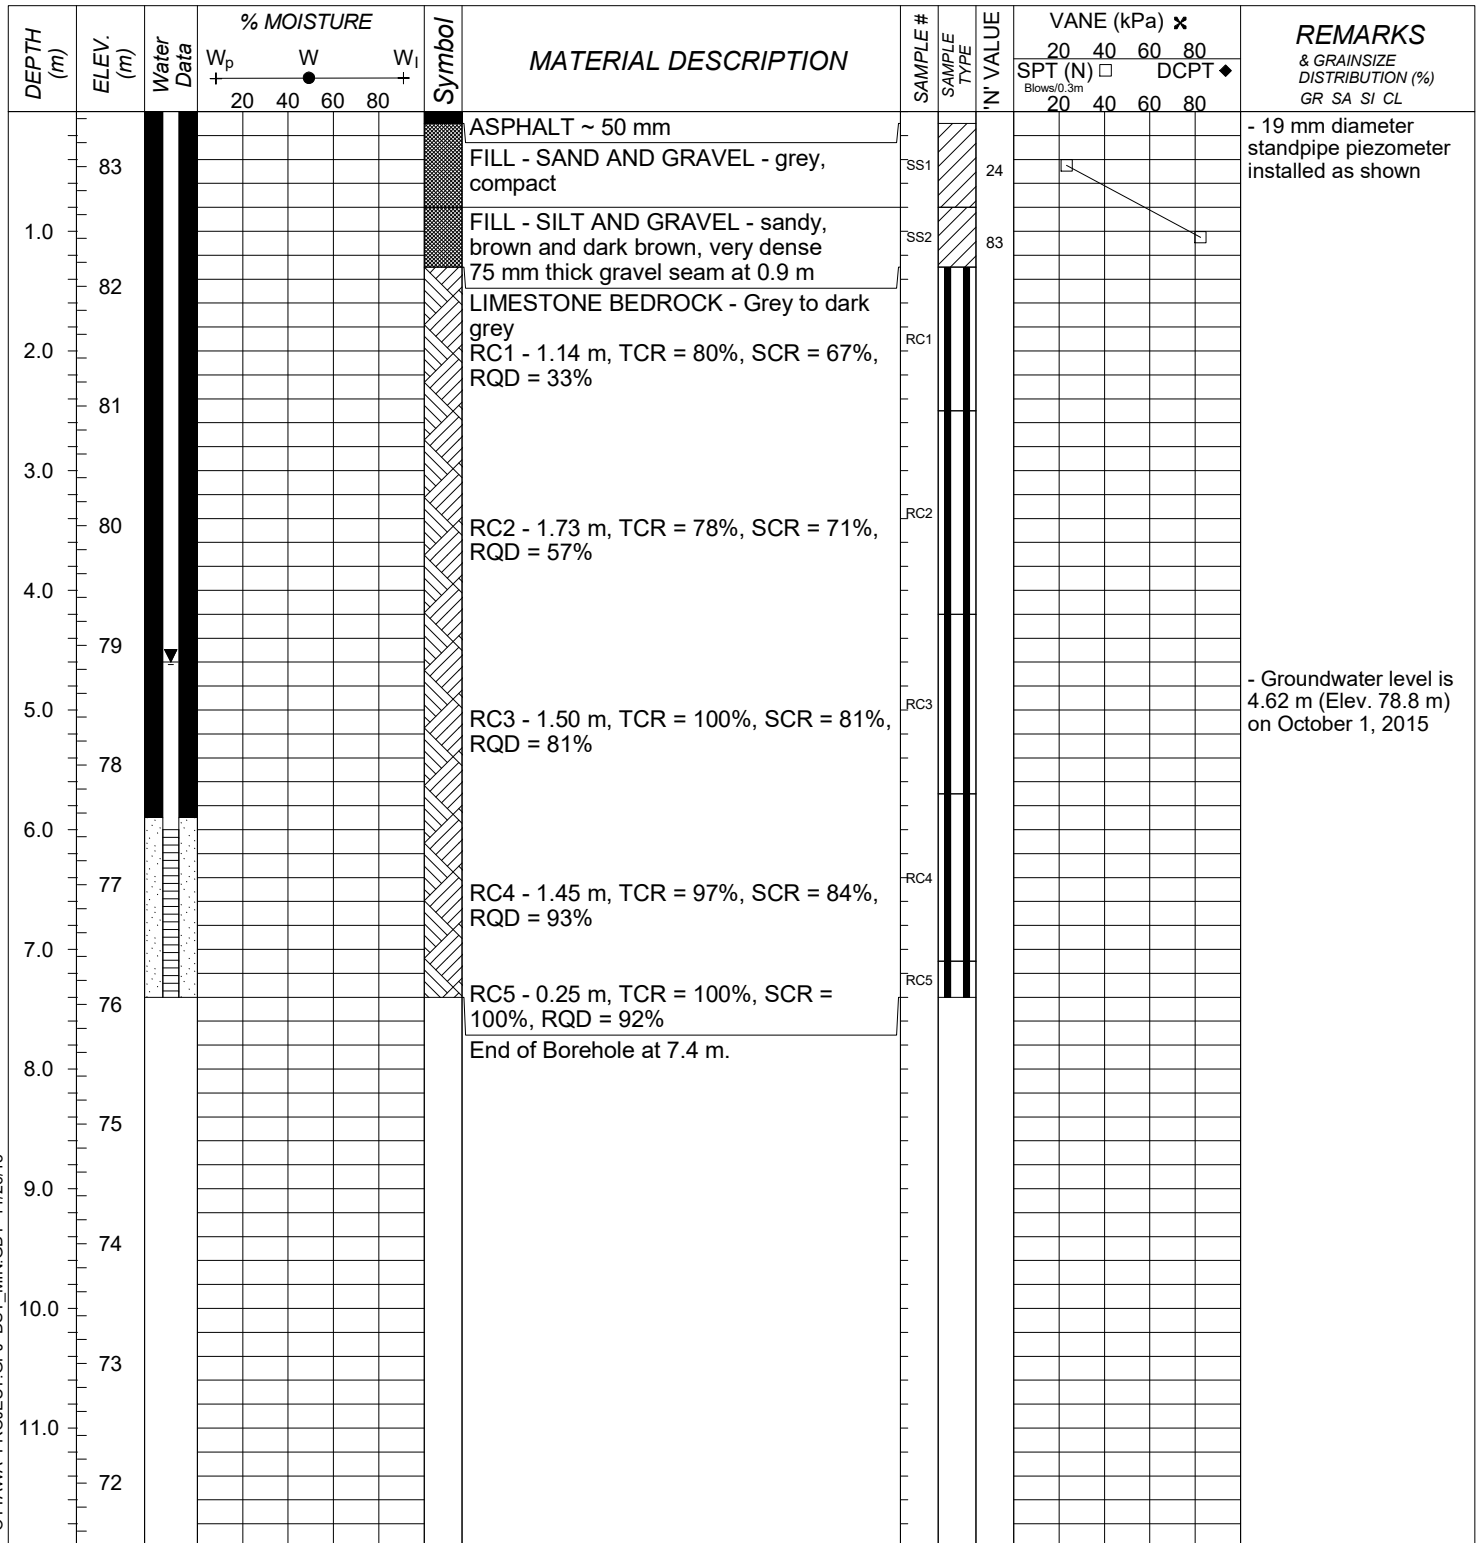 DEPTH (m)
ELEV. (m)
Water Data
% MOISTURE
Wp W Wl
20 40 60 80
Symbol
MATERIAL DESCRIPTION
SAMPLE #
SAMPLE TYPE
'N' VALUE
VANE (kPa)
20 40 60 80
SPT (N) DCPT
Blows/0.3m
20 40 60 80
REMARKS
& GRAINSIZE
DISTRIBUTION (%)
GR SA SI CL
ASPHALT ~ 50 mm
FILL - SAND AND GRAVEL - grey,
compact
FILL - SILT AND GRAVEL - sandy,
brown and dark brown, very dense
75 mm thick gravel seam at 0.9 m
LIMESTONE BEDROCK - Grey to dark
grey
RC1 - 1.14 m, TCR = 80%, SCR = 67%,
RQD = 33%
RC2 - 1.73 m, TCR = 78%, SCR = 71%,
RQD = 57%
RC3 - 1.50 m, TCR = 100%, SCR = 81%,
RQD = 81%
RC4 - 1.45 m, TCR = 97%, SCR = 84%,
RQD = 93%
RC5 - 0.25 m, TCR = 100%, SCR =
100%, RQD = 92%
End of Borehole at 7.4 m.
1.0
2.0
3.0
4.0
5.0
6.0
7.0
8.0
9.0
10.0
11.0
83
82
81
80
79
78
77
76
75
74
73
72
SS1
SS2
RC1
RC2
RC3
RC4
RC5
24
83
- 19 mm diameter
standpipe piezometer
installed as shown
- Groundwater level is
4.62 m (Elev. 78.8 m)
on October 1, 2015